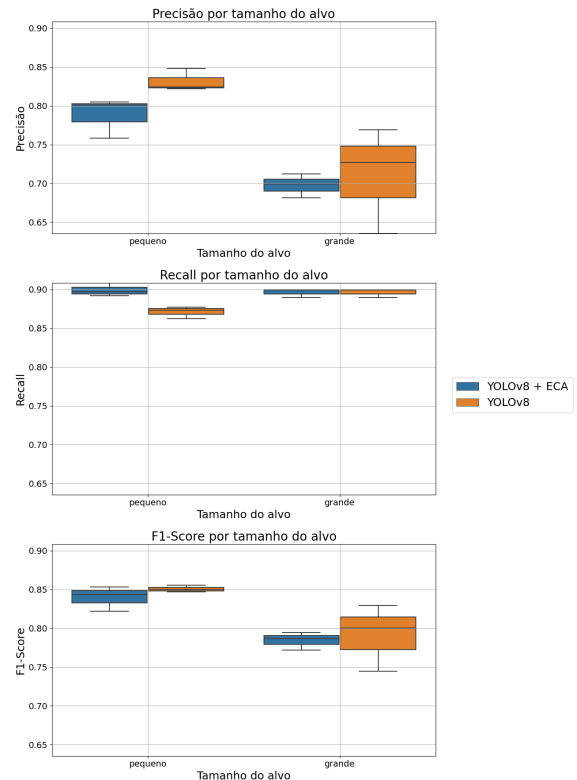 Precisão por tamanho do alvo
0.90
0.85
0.80
0.75
0.70
0.65
Precisão
pequeno
grande
Tamanho do alvo
Recall por tamanho do alvo
0.90
0.85
0.80
0.75
0.70
0.65
Recall
pequeno
grande
Tamanho do alvo
YOLOv8 + ECA
YOLOv8
F1-Score por tamanho do alvo
0.90
0.85
0.80
0.75
0.70
0.65
F1-Score
pequeno
grande
Tamanho do alvo